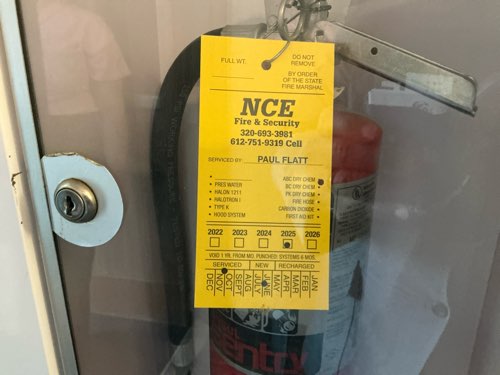 FULL WT.
DO NOT
REMOVE
BY ORDER
OF THE STATE
FIRE MARSHAL
NCE
Fire & Security
320-693-3981
612-751-9319 Cell
SERVICED BY PAUL FLATT
ABC DRY CHEM
• PRES WATER BC DRY CHEM •
• HALON 1211 PK DRY CHEM •
• HALOTRON I FIRE HOSE •
• TYPE K CARBON DIOXIDE •
• HOOD SYSTEM FIRST AID KIT •
2022 2023 2024 2025 2026
VOID 1 YR. FROM MO. PUNCHED: SYSTEMS 6 MOS.
SERVICED NEW RECHARGED
DEC NOV OCT SEPT AUG JULY JUNE MAY APR MAR FEB JAN
entry